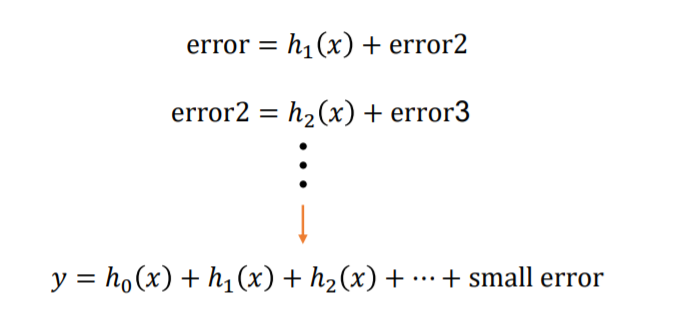 error = h₁(x) + error2
error2 = h₂(x) + error3
⋮
y = h₀(x) + h₁(x) + h₂(x) + ⋯ + small error